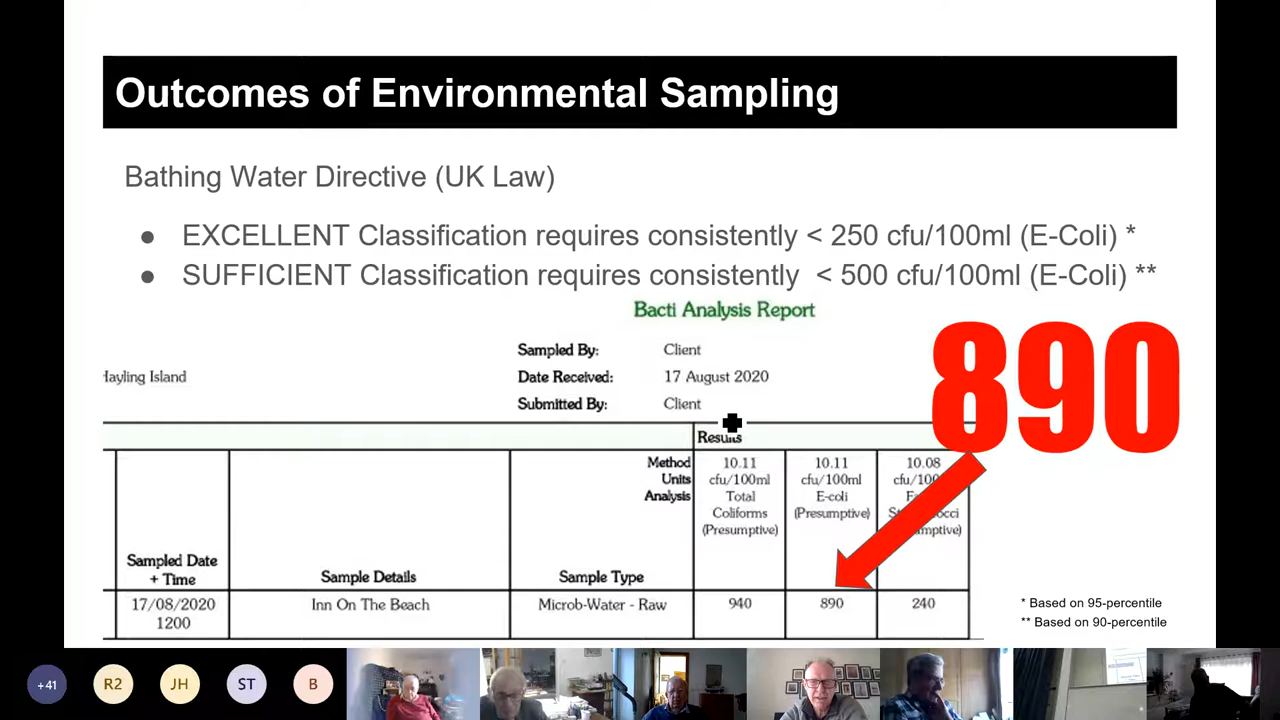 Outcomes of Environmental Sampling
Bathing Water Directive (UK Law)
● EXCELLENT Classification requires consistently < 250 cfu/100ml (E-Coli) *
● SUFFICIENT Classification requires consistently < 500 cfu/100ml (E-Coli) **
Bacti Analysis Report
890
Sampled By: Client
Hayling Island Date Received: 17 August 2020
Submitted By: Client
Results
Method 10.11 10.11 10.08
Units cfu/100ml cfu/100ml
Analysis Total E-coli
Coliforms (Presumptive)
(Presumptive)
Sampled Date
+ Time Sample Details Sample Type
17/08/2020 Inn On The Beach Microb-Water - Raw 940 890 240
1200
* Based on 95-percentile
** Based on 90-percentile
+41 R2 JH ST B